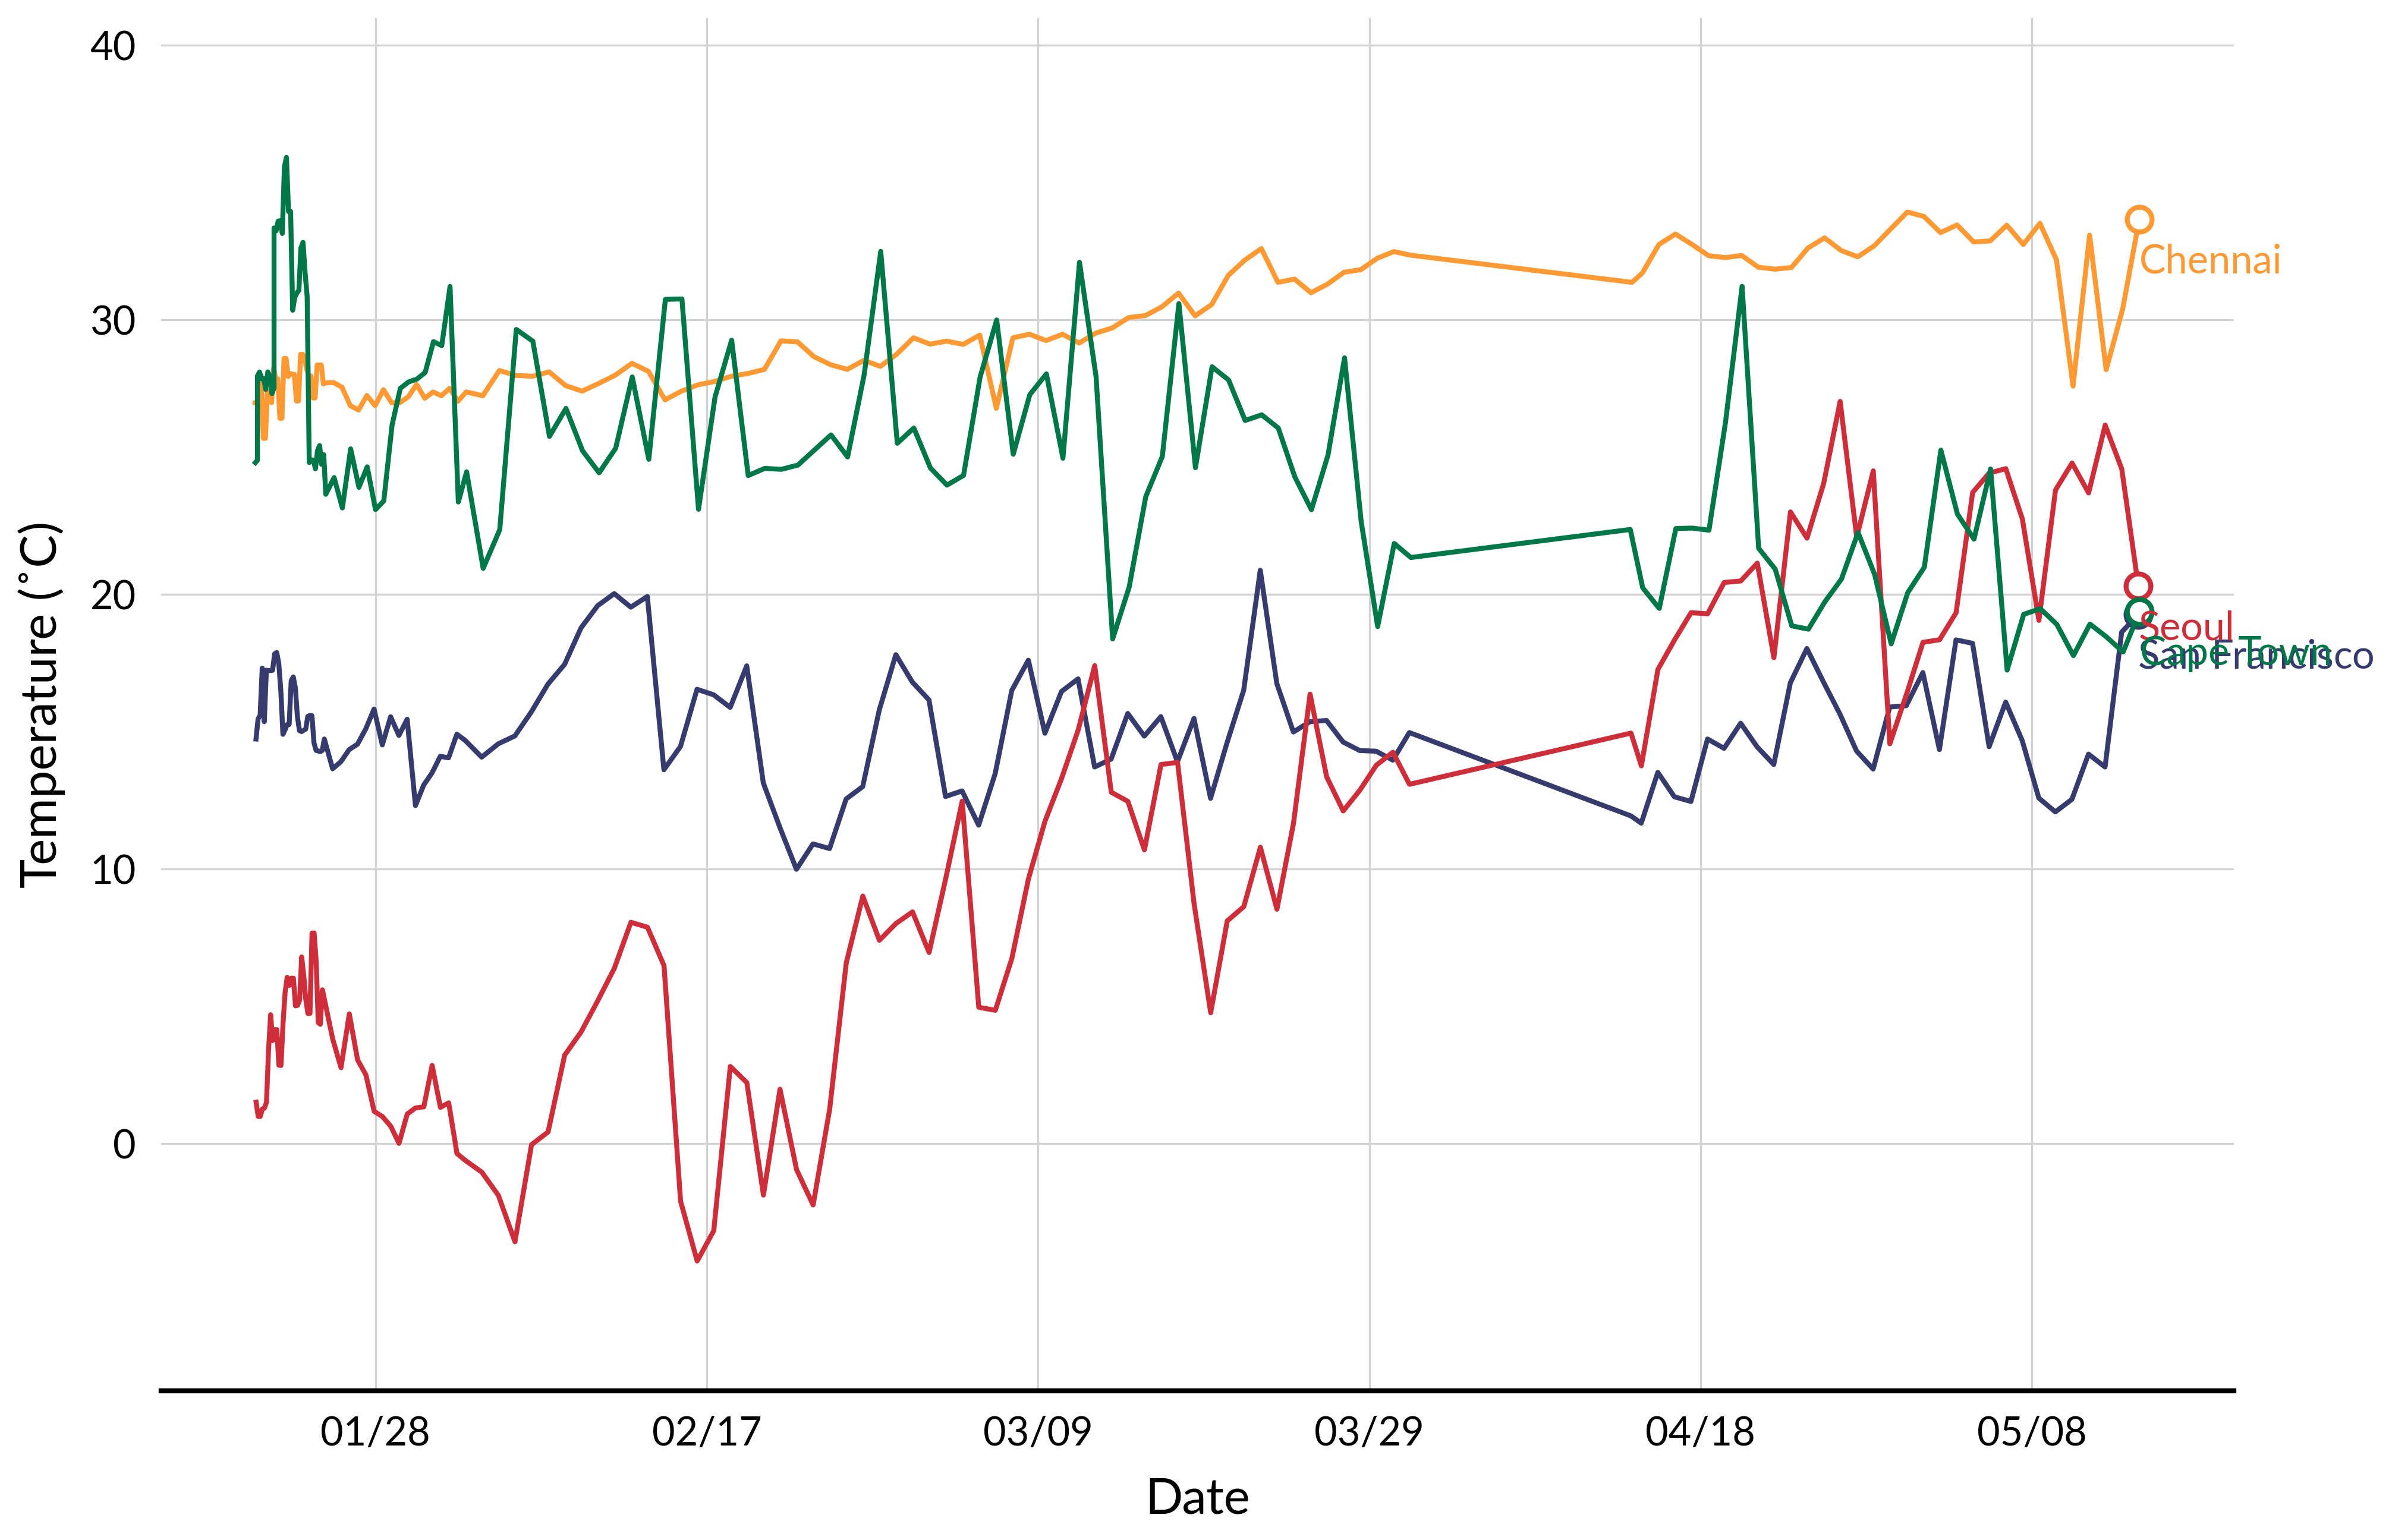 40
30
20
10
0
Temperature (°C)
Chennai
Seoul
Cape Town
San Francisco
01/28
02/17
03/09
03/29
04/18
05/08
Date